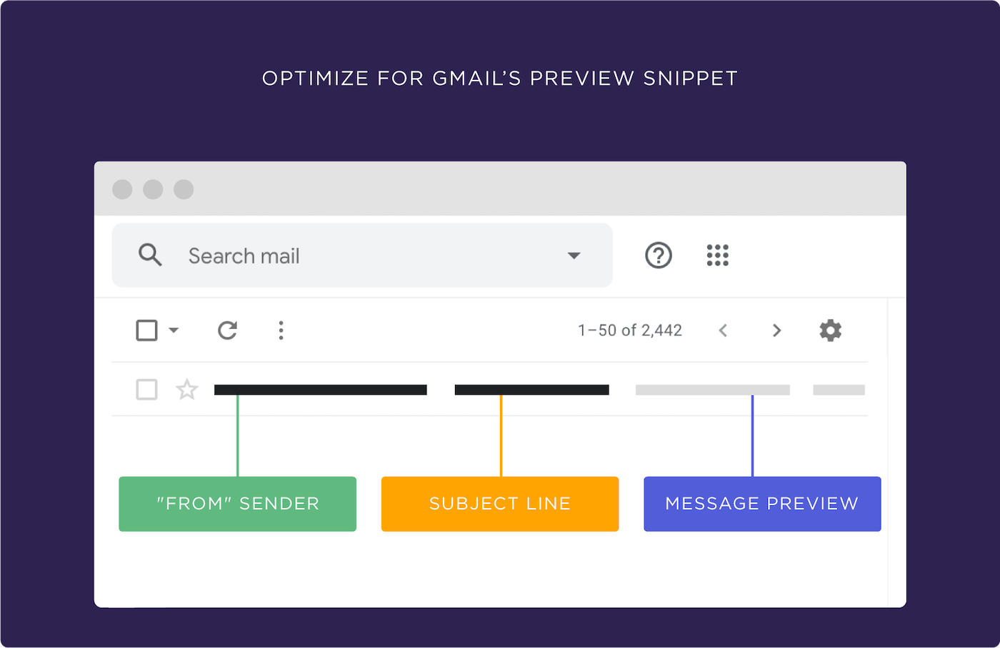 OPTIMIZE FOR GMAIL’S PREVIEW SNIPPET
Search mail
1–50 of 2,442
"FROM" SENDER
SUBJECT LINE
MESSAGE PREVIEW